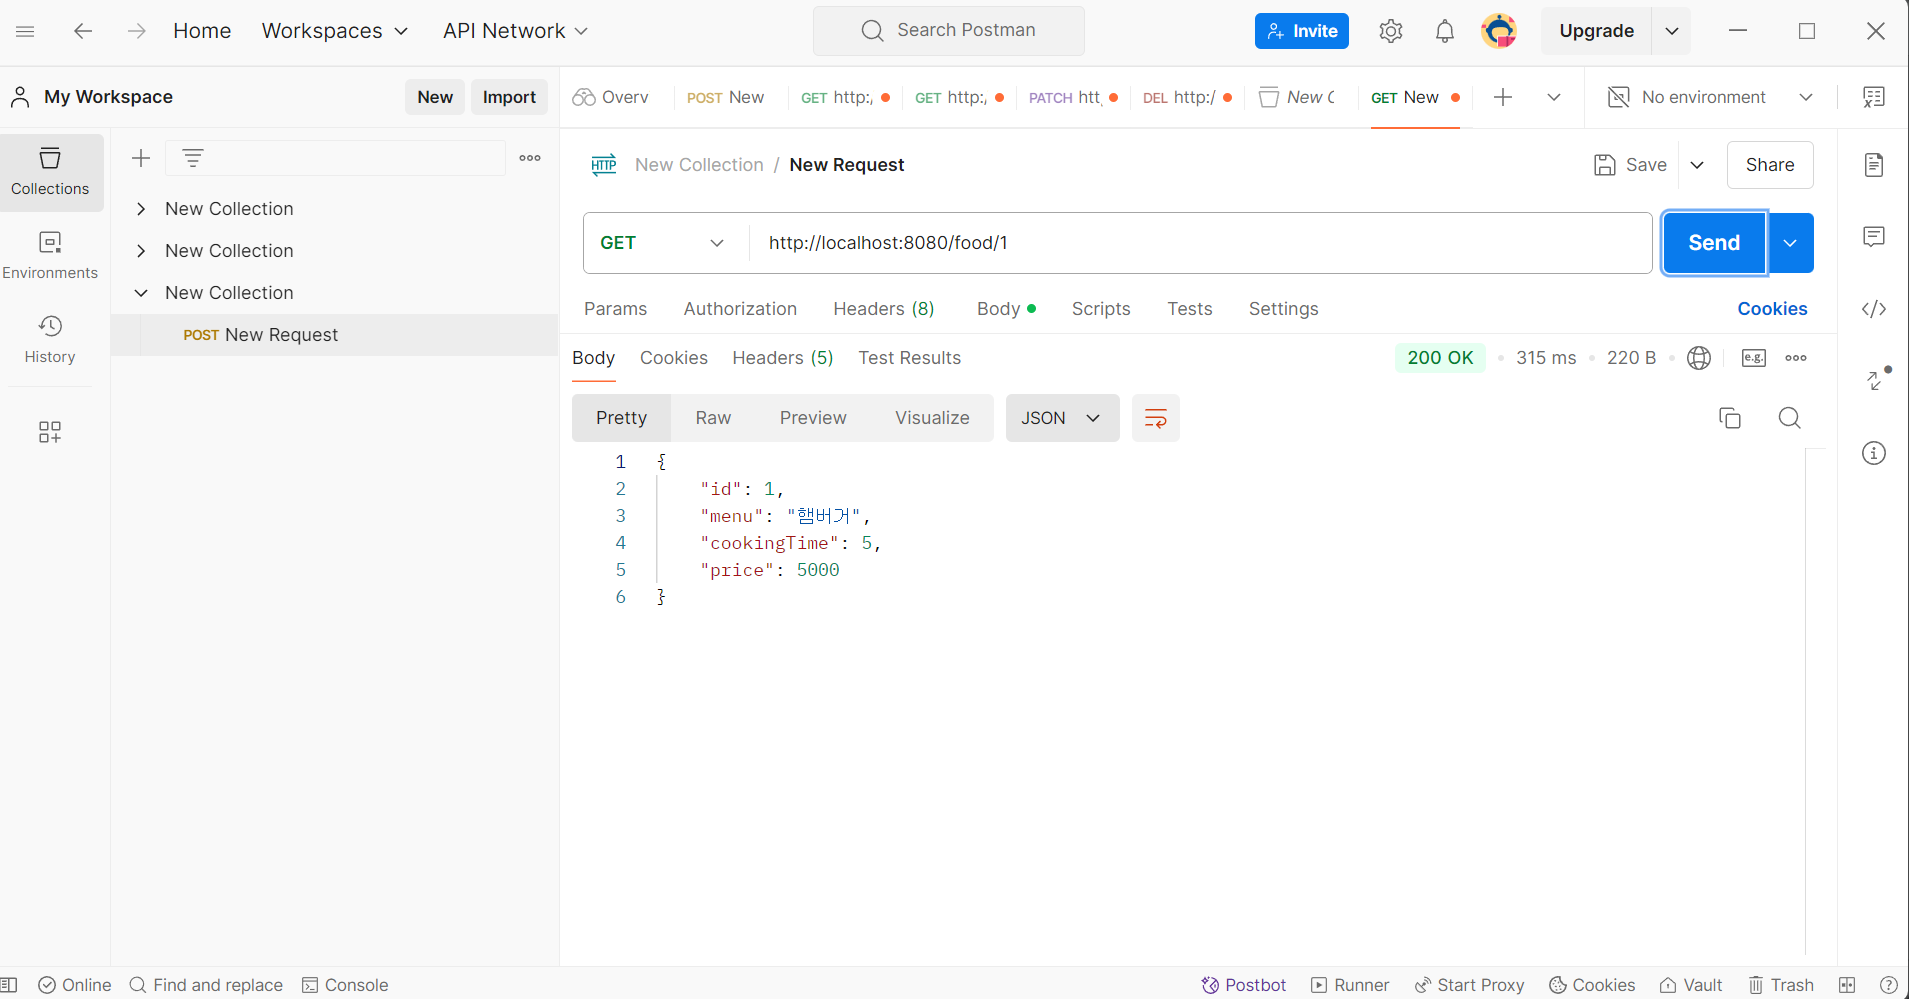 Home Workspaces API Network Search Postman Invite Upgrade
My Workspace New Import Overv POST New GET http:/ GET http:/ PATCH htt DEL http:/ New C GET New No environment
HTTP New Collection / New Request Save Share
Collections
New Collection
New Collection
New Collection
POST New Request
Environments
History
GET http://localhost:8080/food/1 Send
Params Authorization Headers (8) Body Scripts Tests Settings Cookies
Body Cookies Headers (5) Test Results 200 OK 315 ms 220 B e.g.
Pretty Raw Preview Visualize JSON
1 {
2 "id": 1,
3 "menu": "햄버거",
4 "cookingTime": 5,
5 "price": 5000
6 }
Online Find and replace Console Postbot Runner Start Proxy Cookies Vault Trash